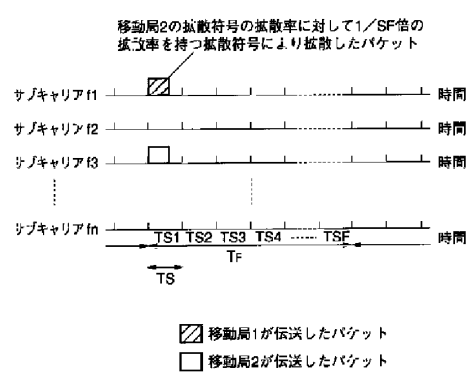 移動局2の拡散符号の拡散率に対して1／SF倍の
拡散率を持つ拡散符号により拡散したパケット
サブキャリアf1
時間
サブキャリアf2
時間
サブキャリアf3
時間
サブキャリアfn
TS1 TS2 TS3 TS4 TSF
時間
TF
TS
移動局1が伝送したパケット
移動局2が伝送したパケット